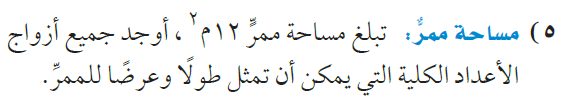 ٥) مساحة ممرٍّ: تبلغ مساحة ممرٍّ ١٢م٢ ، أوجد جميع أزواج
الأعداد الكلية التي يمكن أن تمثل طولًا وعرضًا للممرِّ.